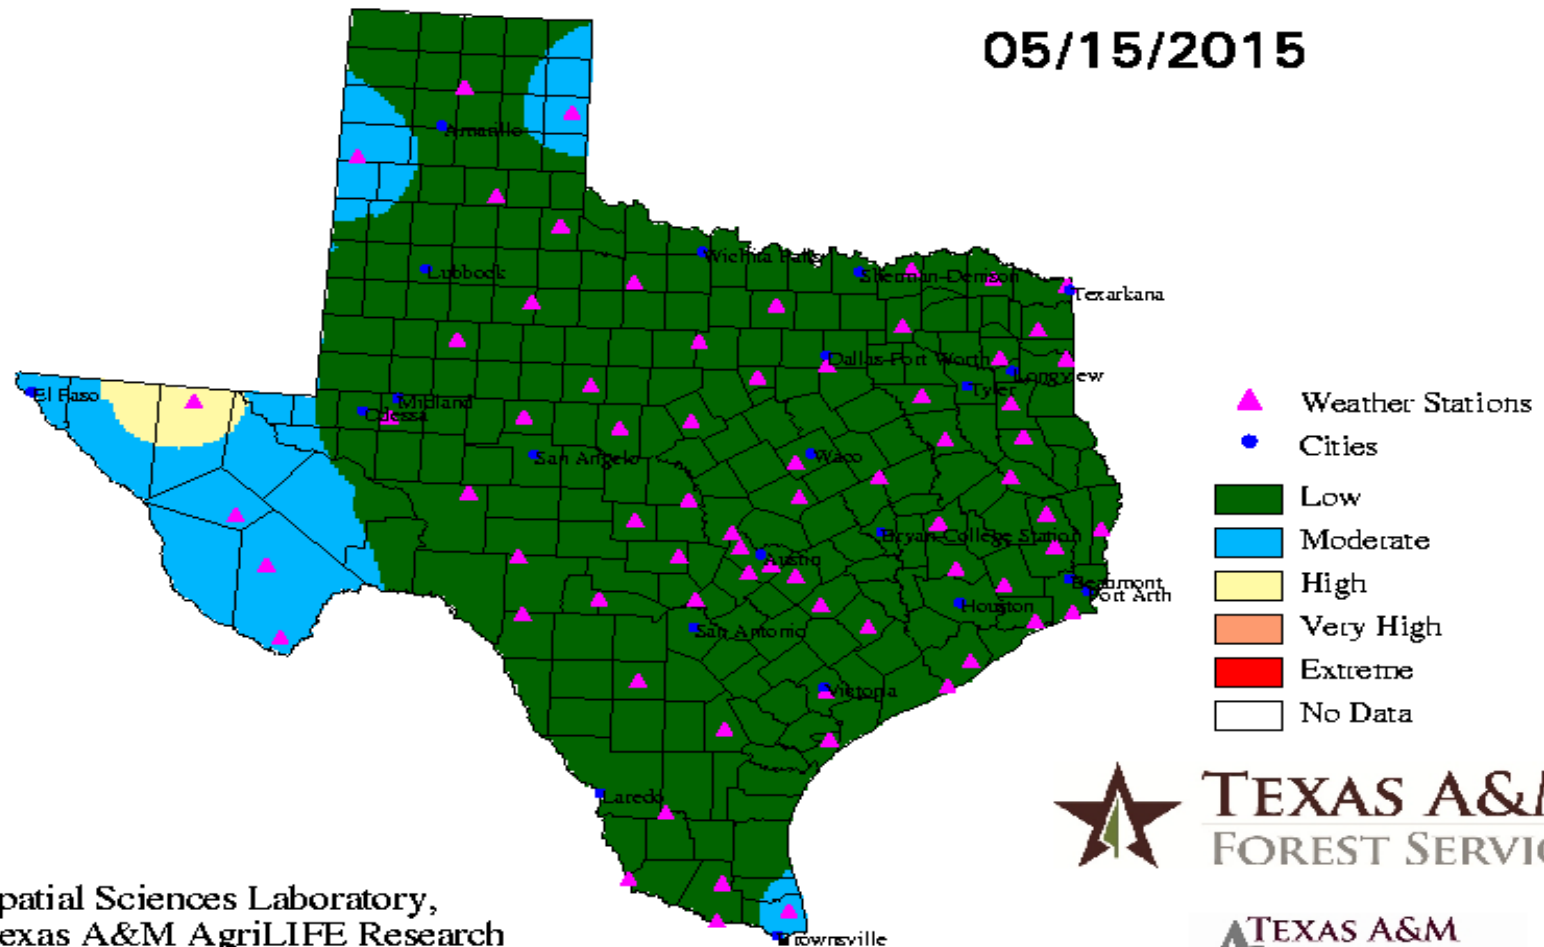 05/15/2015
Amarillo
Wichita Falls
Lubbock
Sherman-Denison
Texarkana
Dallas-Fort Worth
Longview
Tyler
El Paso
Midland
Odessa
San Angelo
Waco
Bryan-College Station
Austin
Beaumont
Port Arth
Houston
San Antonio
Victoria
Laredo
Brownsville
Weather Stations
Cities
Low
Moderate
High
Very High
Extreme
No Data
TEXAS A&M
FOREST SERVIC
patial Sciences Laboratory,
exas A&M AgriLIFE Research
TEXAS A&M